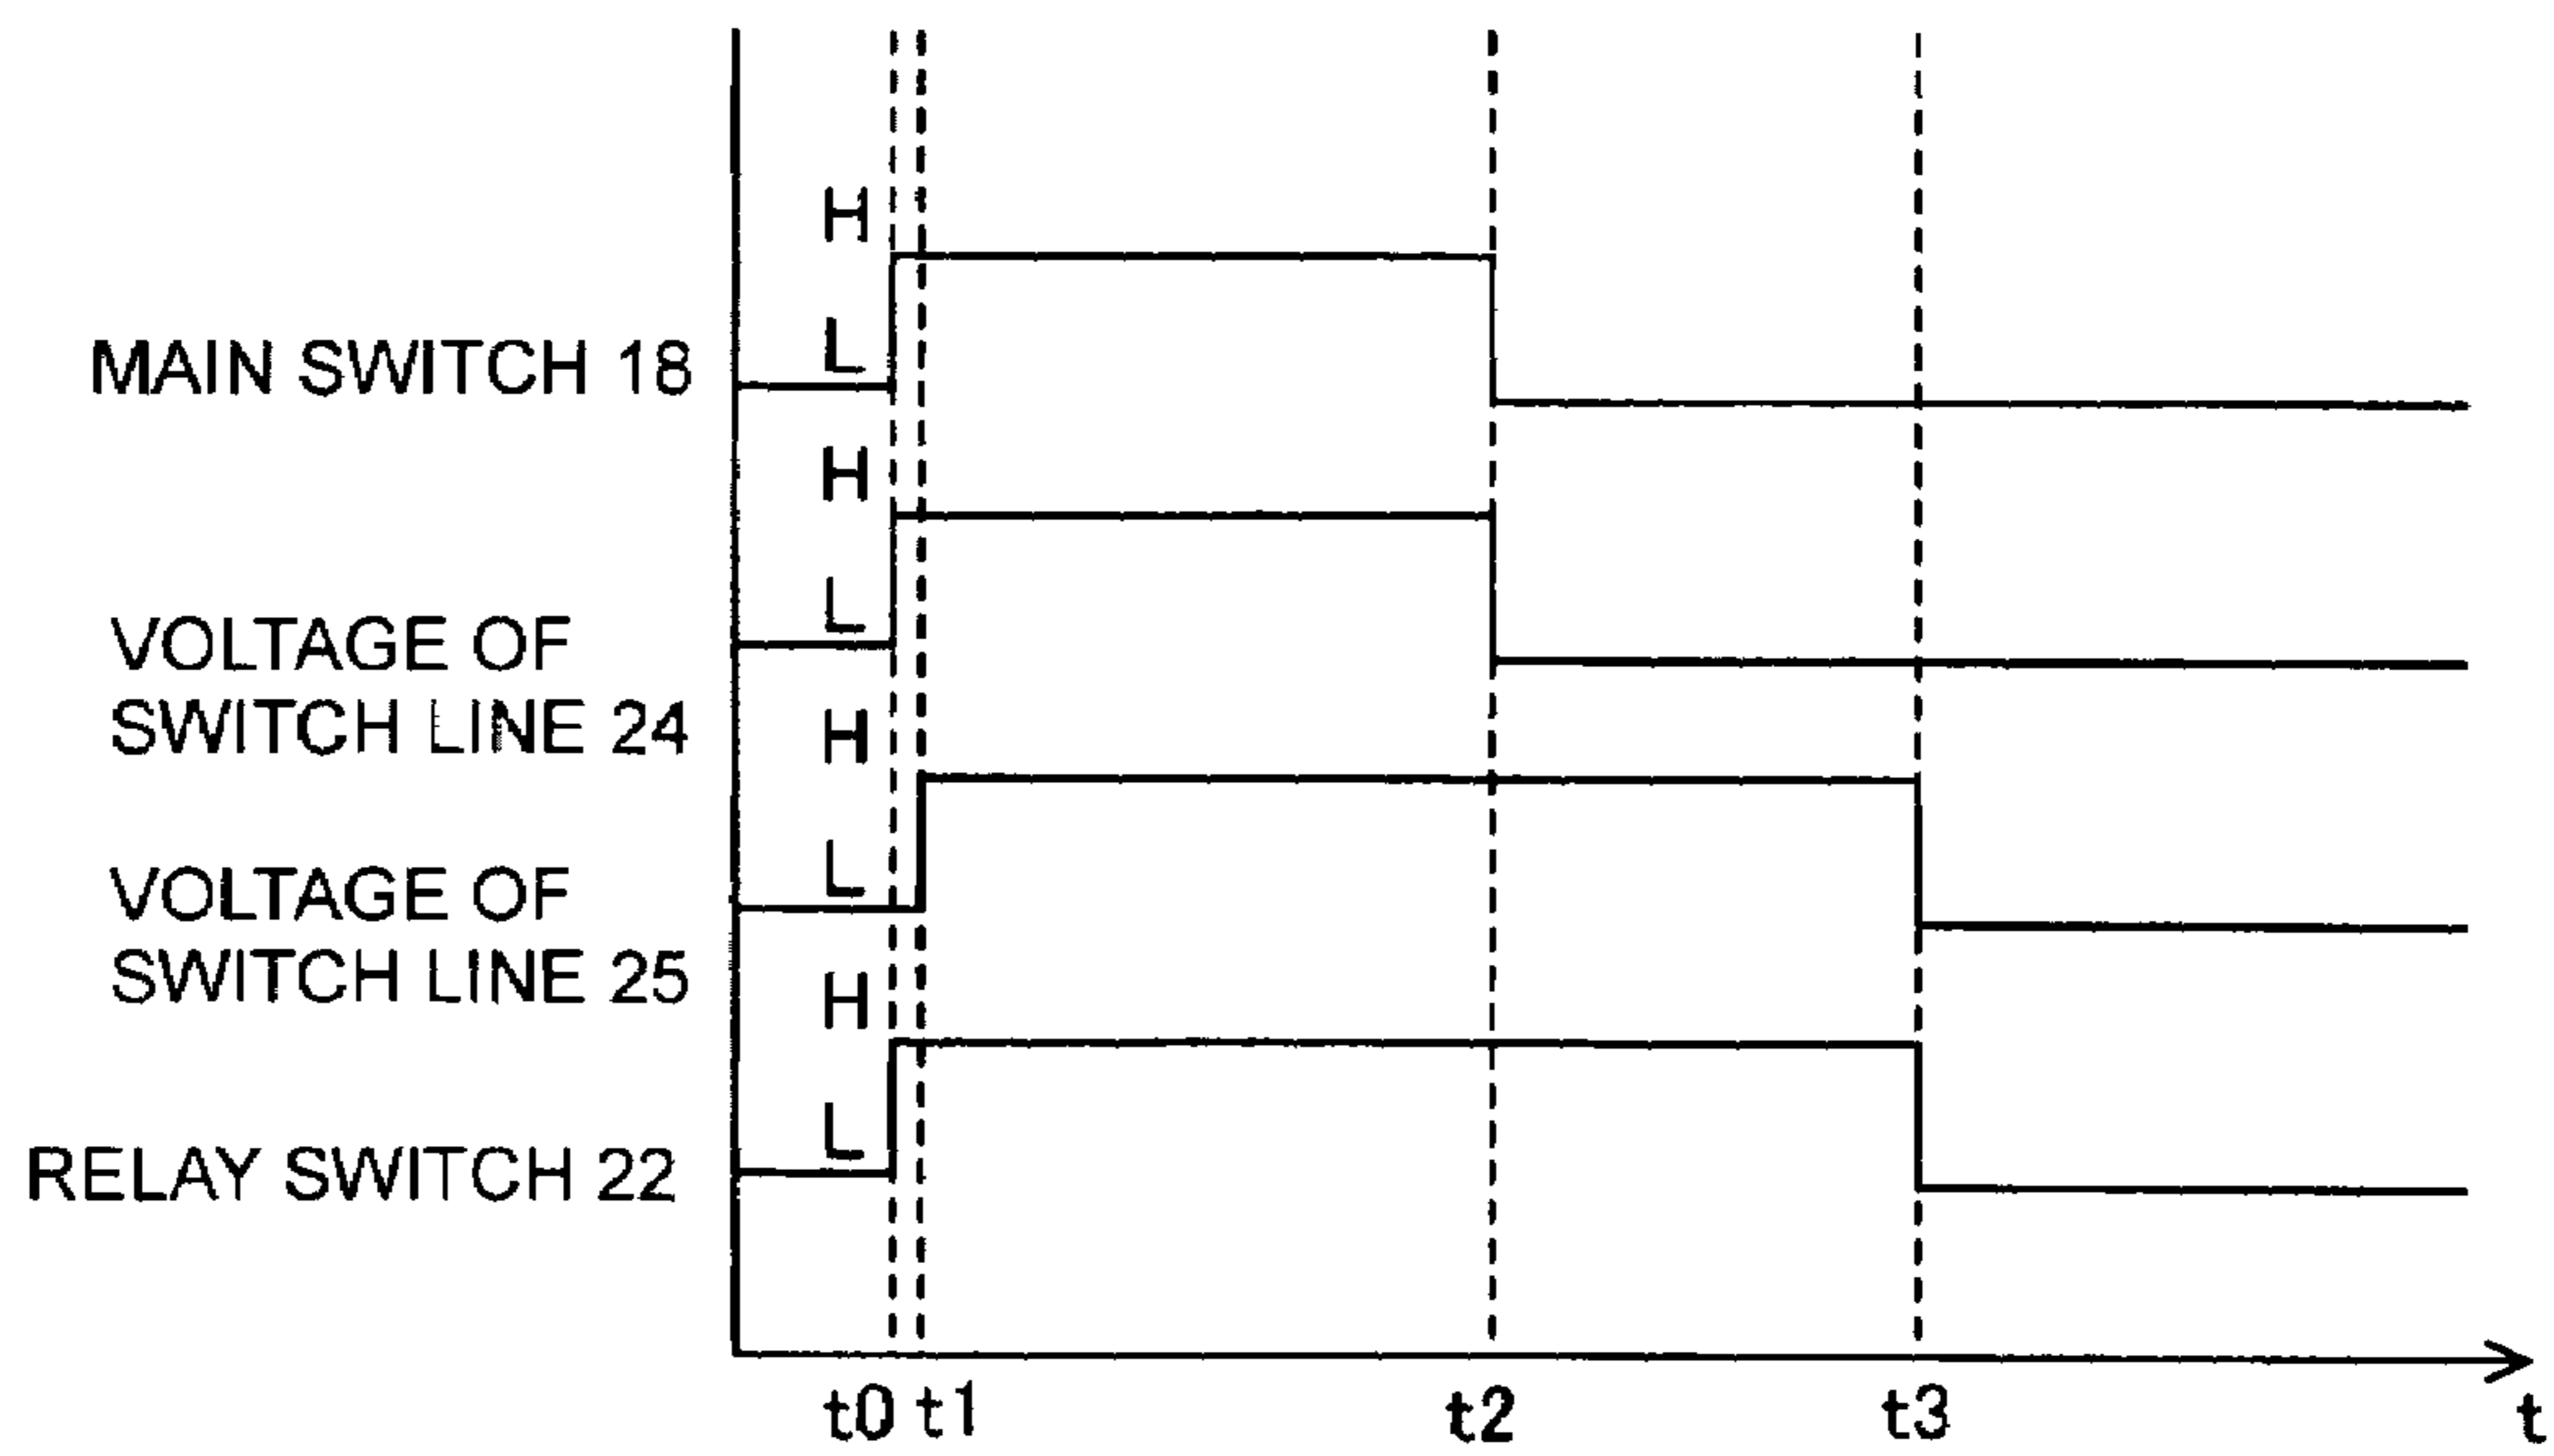 H
L
MAIN SWITCH 18
H
L
VOLTAGE OF
SWITCH LINE 24
H
L
VOLTAGE OF
SWITCH LINE 25
H
L
RELAY SWITCH 22
t0 t1 t2 t3 t